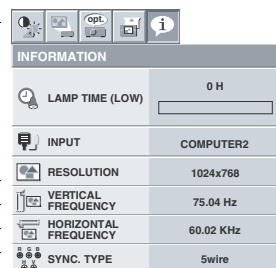 opt.
i
INFORMATION
LAMP TIME (LOW)
0 H
INPUT
COMPUTER2
RESOLUTION
1024x768
VERTICAL
FREQUENCY
75.04 Hz
HORIZONTAL
FREQUENCY
60.02 KHz
R G B
H V
SYNC. TYPE
5wire